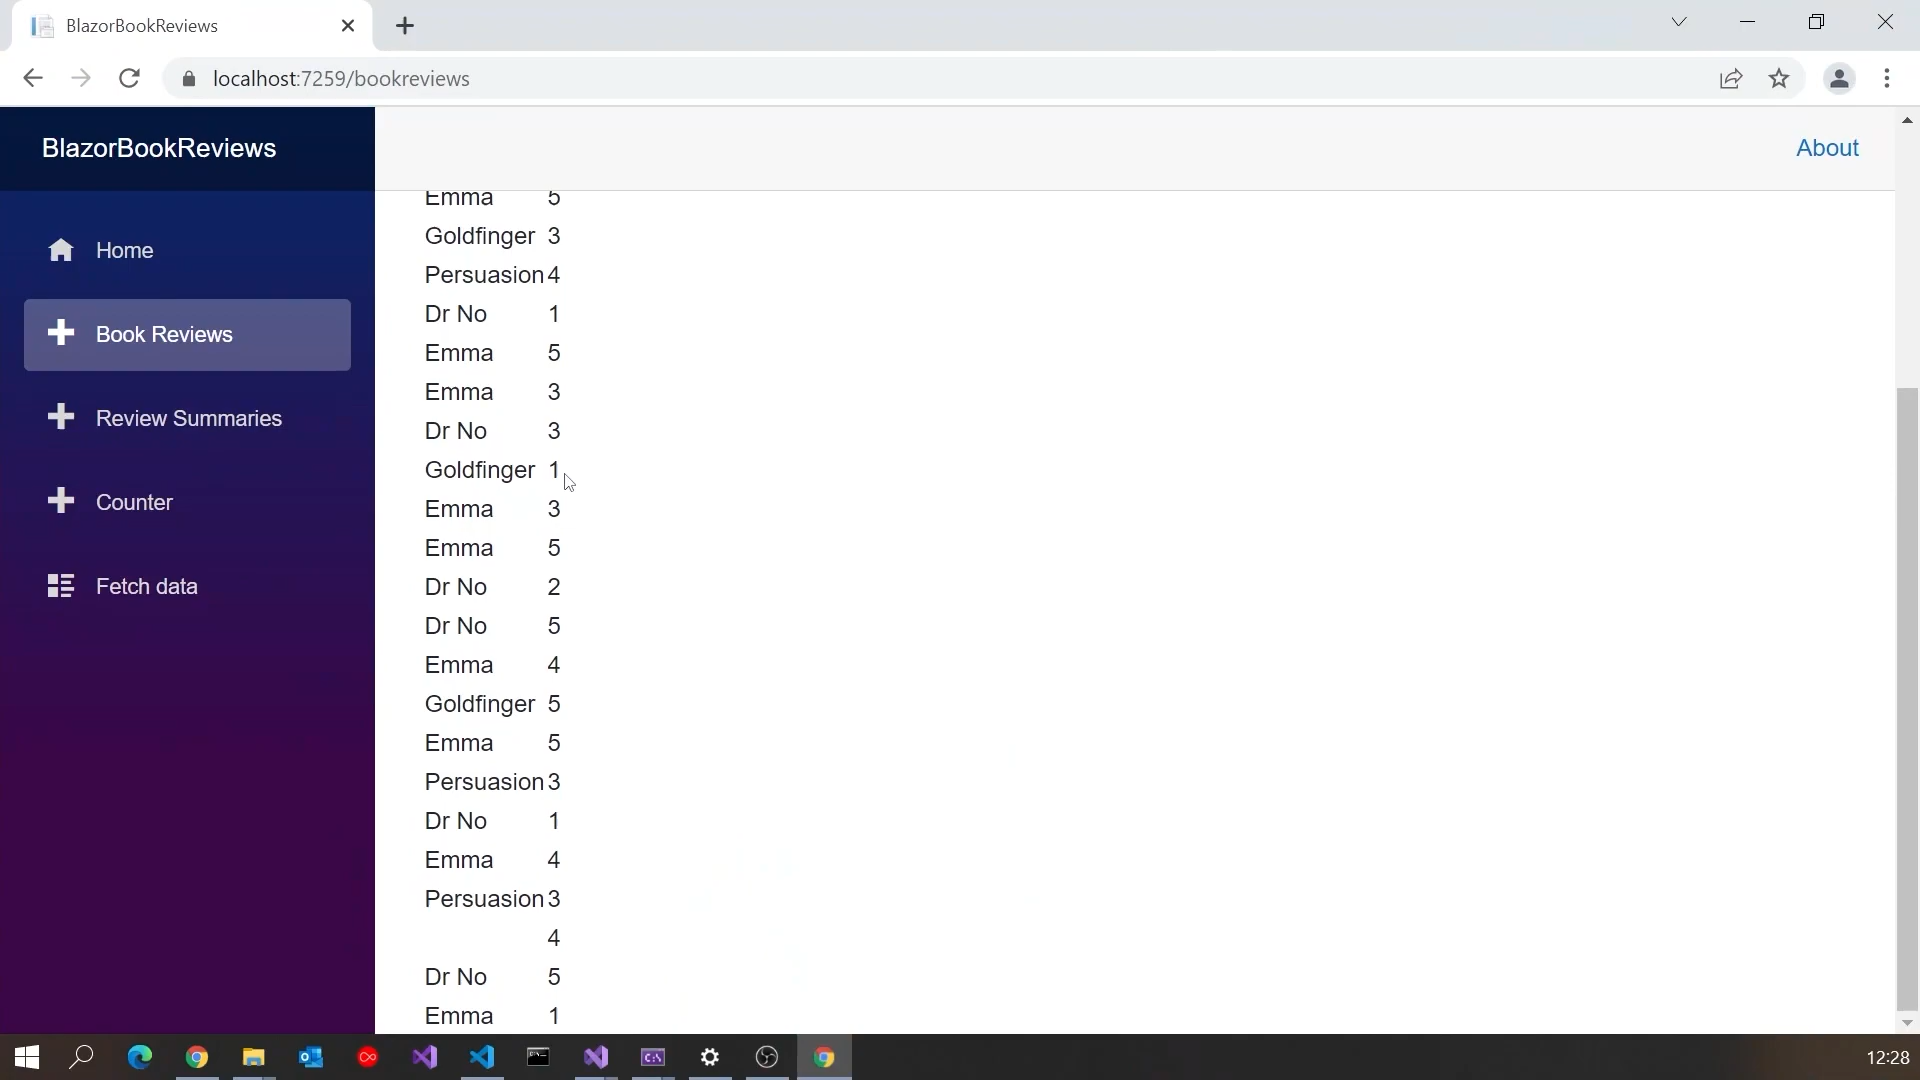 BlazorBookReviews
localhost:7259/bookreviews
BlazorBookReviews
About
Home
Book Reviews
Review Summaries
Counter
Fetch data
Emma 5
Goldfinger 3
Persuasion 4
Dr No 1
Emma 5
Emma 3
Dr No 3
Goldfinger 1
Emma 3
Emma 5
Dr No 2
Dr No 5
Emma 4
Goldfinger 5
Emma 5
Persuasion 3
Dr No 1
Emma 4
Persuasion 3
4
Dr No 5
Emma 1
12:28